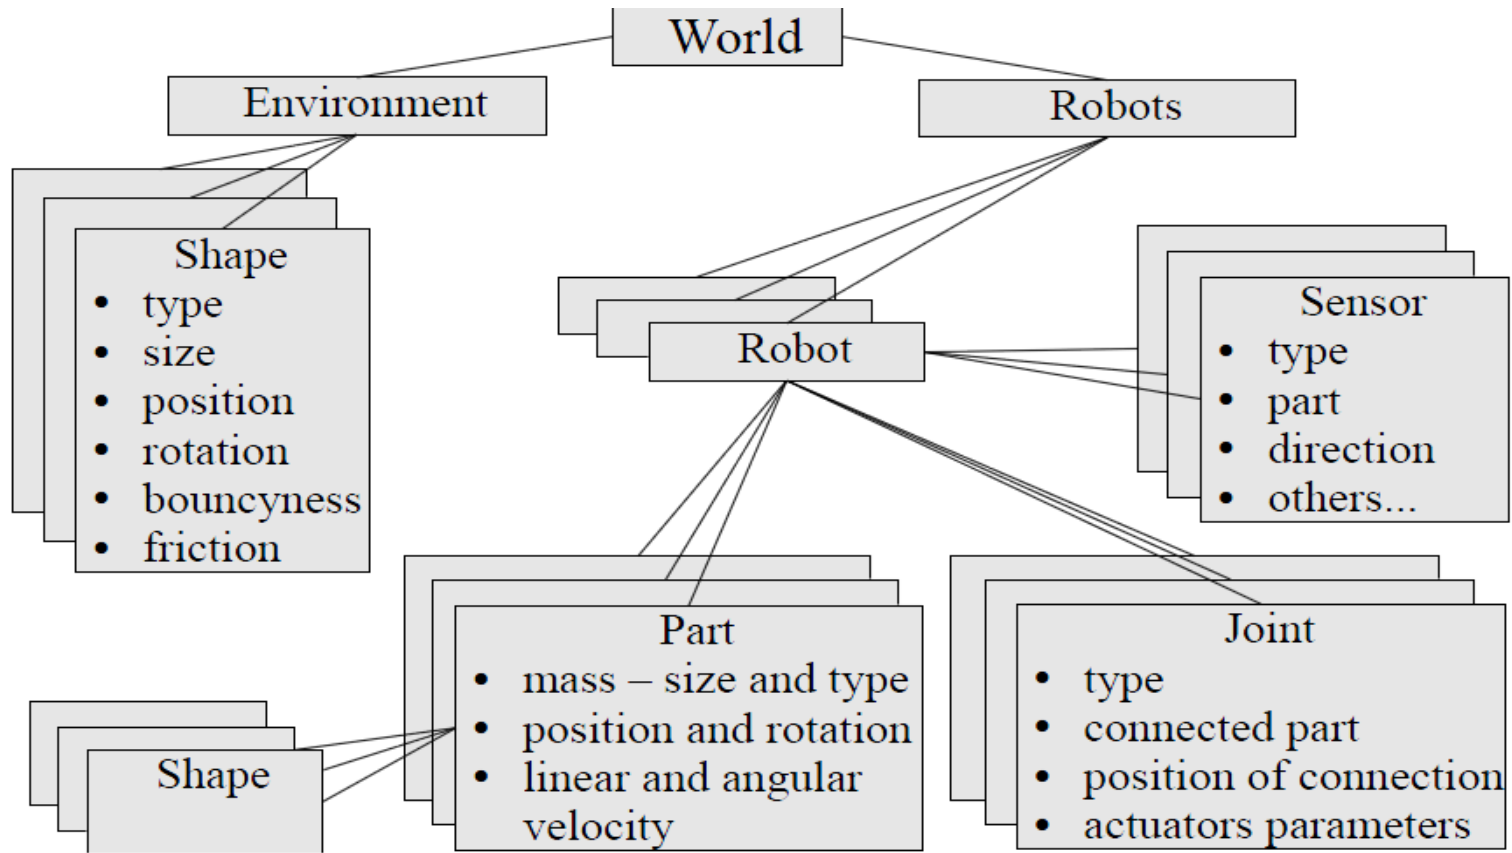 World
Environment
Robots
Shape
• type
• size
• position
• rotation
• bouncyness
• friction
Robot
Sensor
• type
• part
• direction
• others...
Part
• mass – size and type
• position and rotation
• linear and angular
velocity
Joint
• type
• connected part
• position of connection
• actuators parameters
Shape